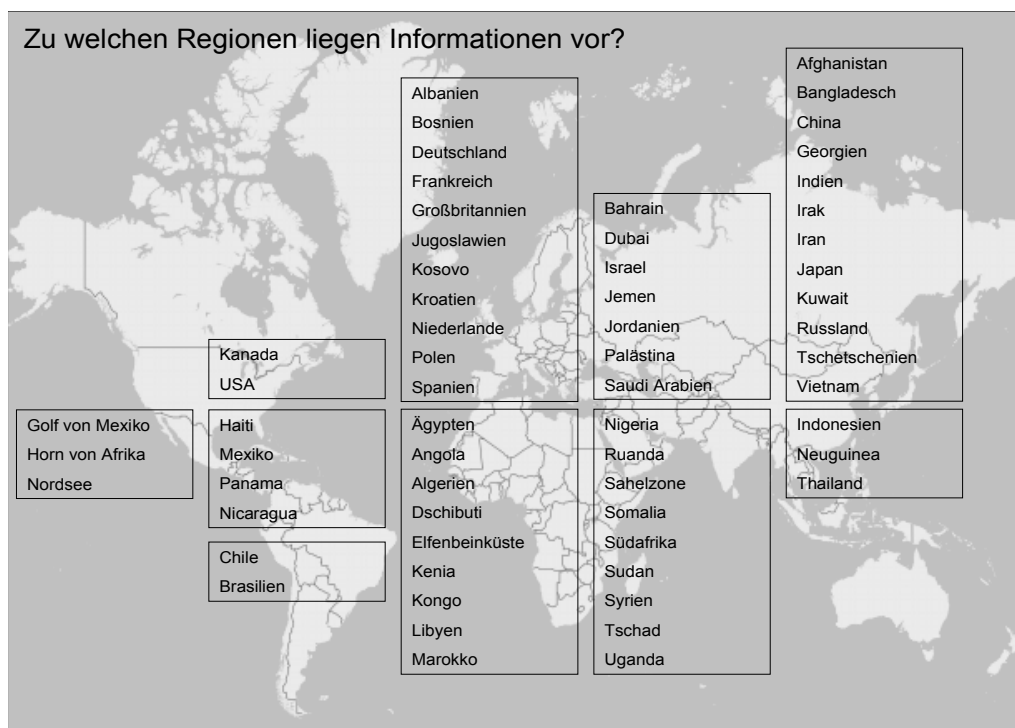 Zu welchen Regionen liegen Informationen vor?
Kanada
USA
Golf von Mexiko
Horn von Afrika
Nordsee
Haiti
Mexiko
Panama
Nicaragua
Chile
Brasilien
Albanien
Bosnien
Deutschland
Frankreich
Großbritannien
Jugoslawien
Kosovo
Kroatien
Niederlande
Polen
Spanien
Ägypten
Angola
Algerien
Dschibuti
Elfenbeinküste
Kenia
Kongo
Libyen
Marokko
Bahrain
Dubai
Israel
Jemen
Jordanien
Palästina
Saudi Arabien
Nigeria
Ruanda
Sahelzone
Somalia
Südafrika
Sudan
Syrien
Tschad
Uganda
Afghanistan
Bangladesch
China
Georgien
Indien
Irak
Iran
Japan
Kuwait
Russland
Tschetschenien
Vietnam
Indonesien
Neuguinea
Thailand